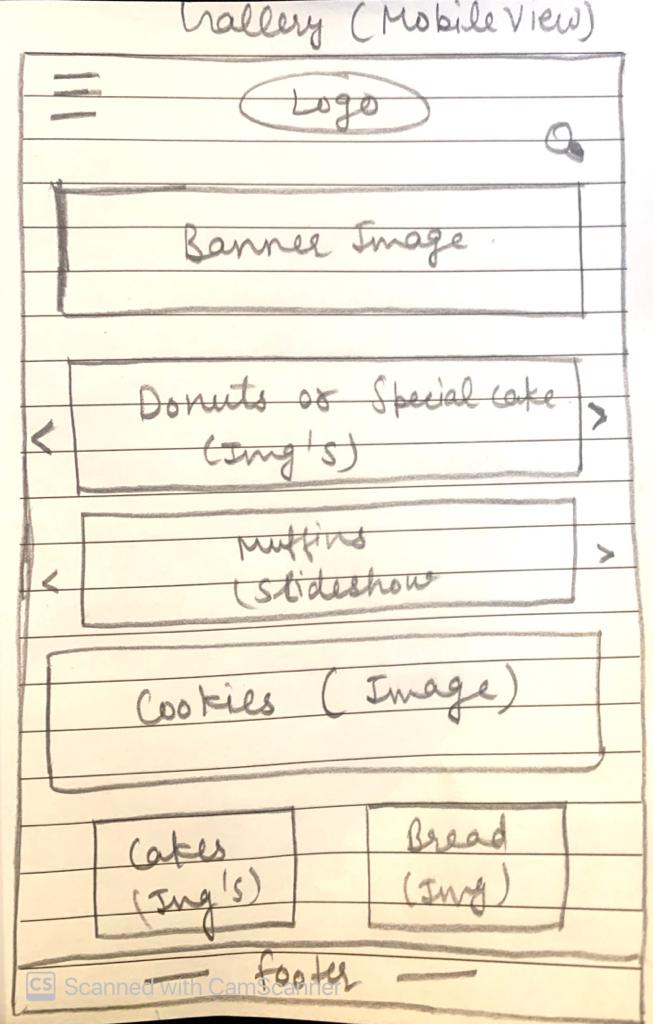 Gallery (Mobile View)
Logo
Banner Image
Donuts or Special cake
(Img's)
<
>
Muffins
(Slideshow
<
>
Cookies (Image)
Cakes
(Img's)
Bread
(Img)
footer
CS Scanned with CamScanner